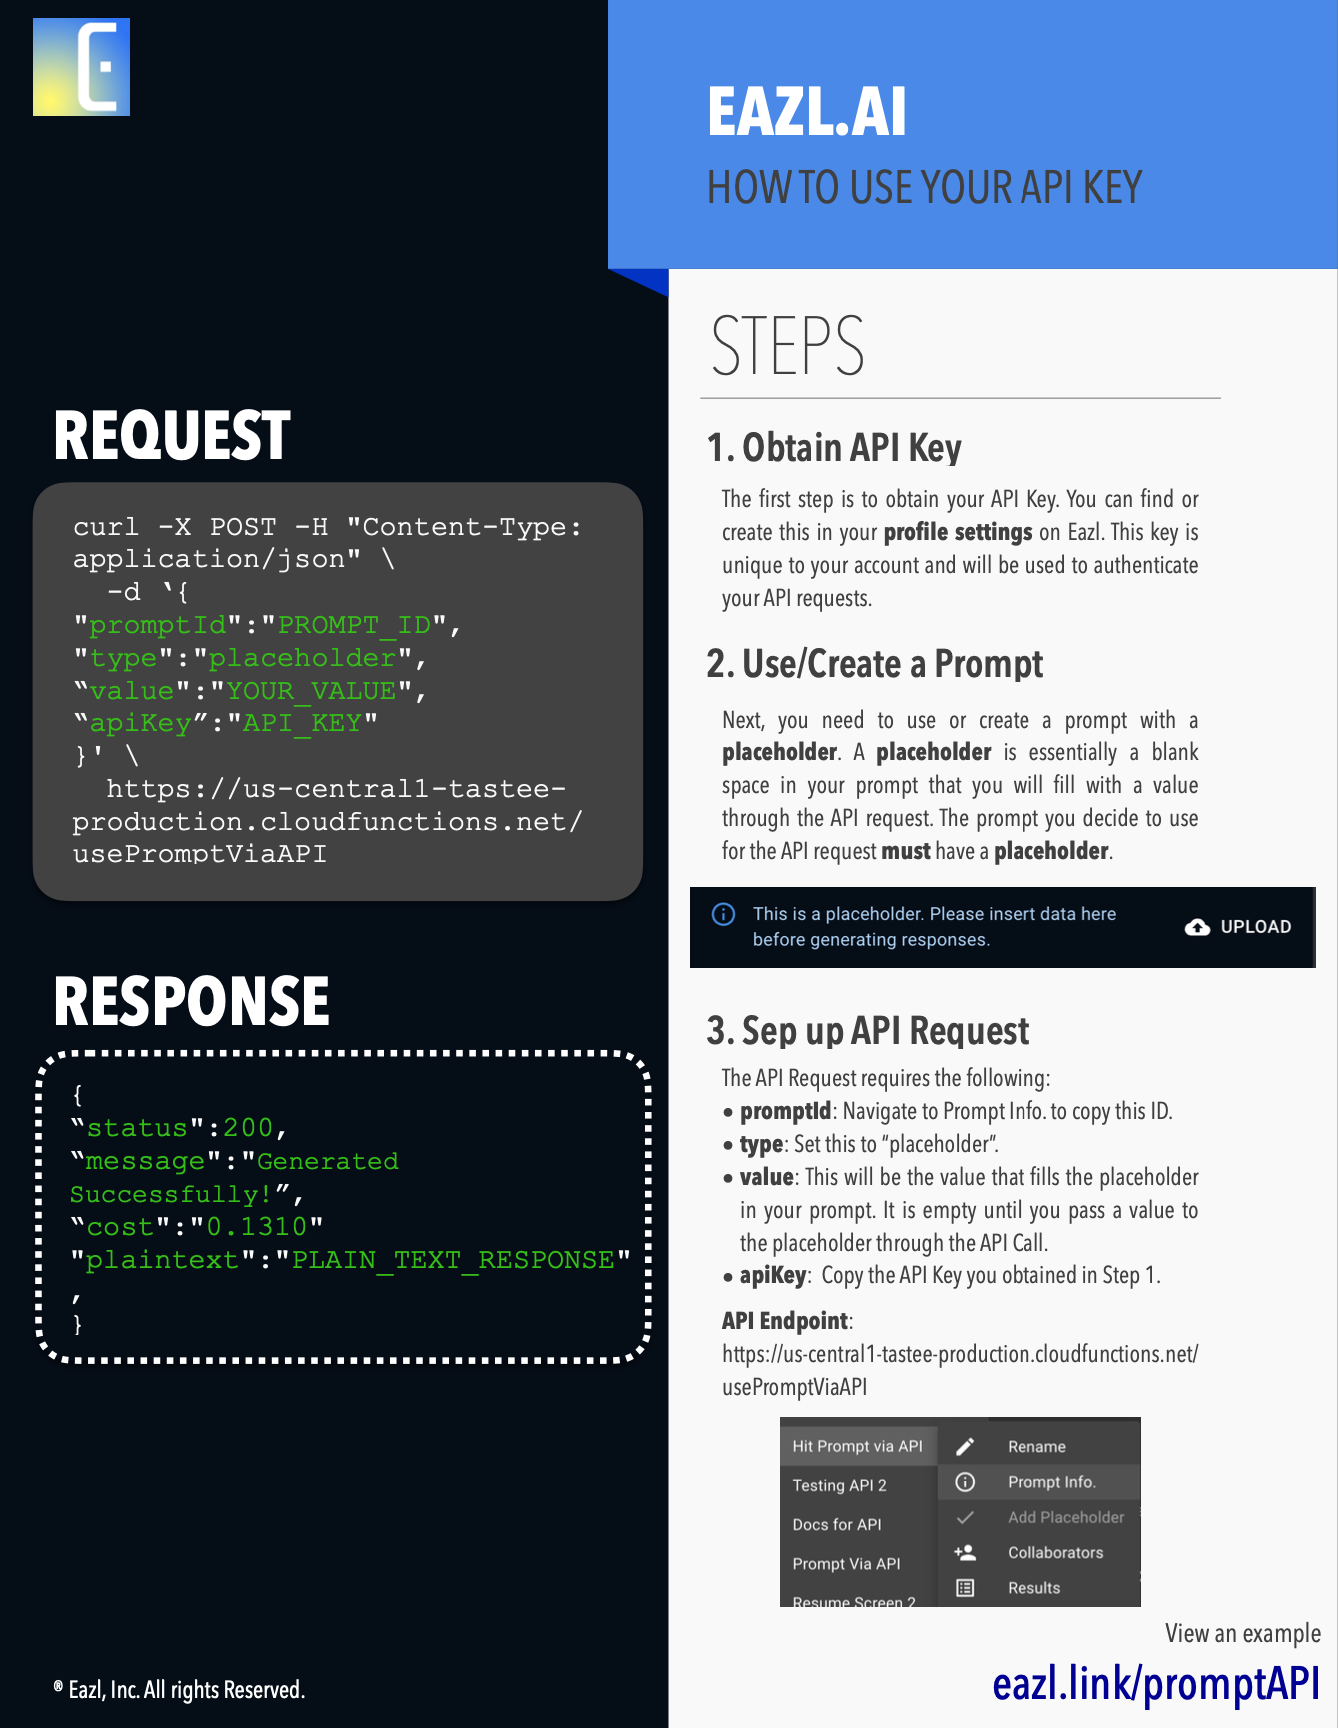 EAZL.AI
HOW TO USE YOUR API KEY
REQUEST
curl -X POST -H "Content-Type:
application/json" \
  -d ‘{
"promptId":"PROMPT_ID",
"type":"placeholder",
“value":"YOUR_VALUE",
“apiKey”:"API_KEY"
}' \
  https://us-central1-tastee-
production.cloudfunctions.net/
usePromptViaAPI
RESPONSE
{
“status":200,
“message":"Generated
Successfully!”,
“cost":"0.1310"
"plaintext":"PLAIN_TEXT_RESPONSE"
,
}
® Eazl, Inc. All rights Reserved.
STEPS
1. Obtain API Key
The first step is to obtain your API Key. You can find or
create this in your profile settings on Eazl. This key is
unique to your account and will be used to authenticate
your API requests.
2. Use/Create a Prompt
Next, you need to use or create a prompt with a
placeholder. A placeholder is essentially a blank
space in your prompt that you will fill with a value
through the API request. The prompt you decide to use
for the API request must have a placeholder.
This is a placeholder. Please insert data here
before generating responses.
UPLOAD
3. Sep up API Request
The API Request requires the following:
• promptId: Navigate to Prompt Info. to copy this ID.
• type: Set this to “placeholder”.
• value: This will be the value that fills the placeholder
in your prompt. It is empty until you pass a value to
the placeholder through the API Call.
• apiKey:  Copy the API Key you obtained in Step 1.
API Endpoint:
https://us-central1-tastee-production.cloudfunctions.net/
usePromptViaAPI
Hit Prompt via API
Testing API 2
Docs for API
Prompt Via API
Resume Screen 2
Rename
Prompt Info.
Add Placeholder
Collaborators
Results
View an example
eazl.link/promptAPI